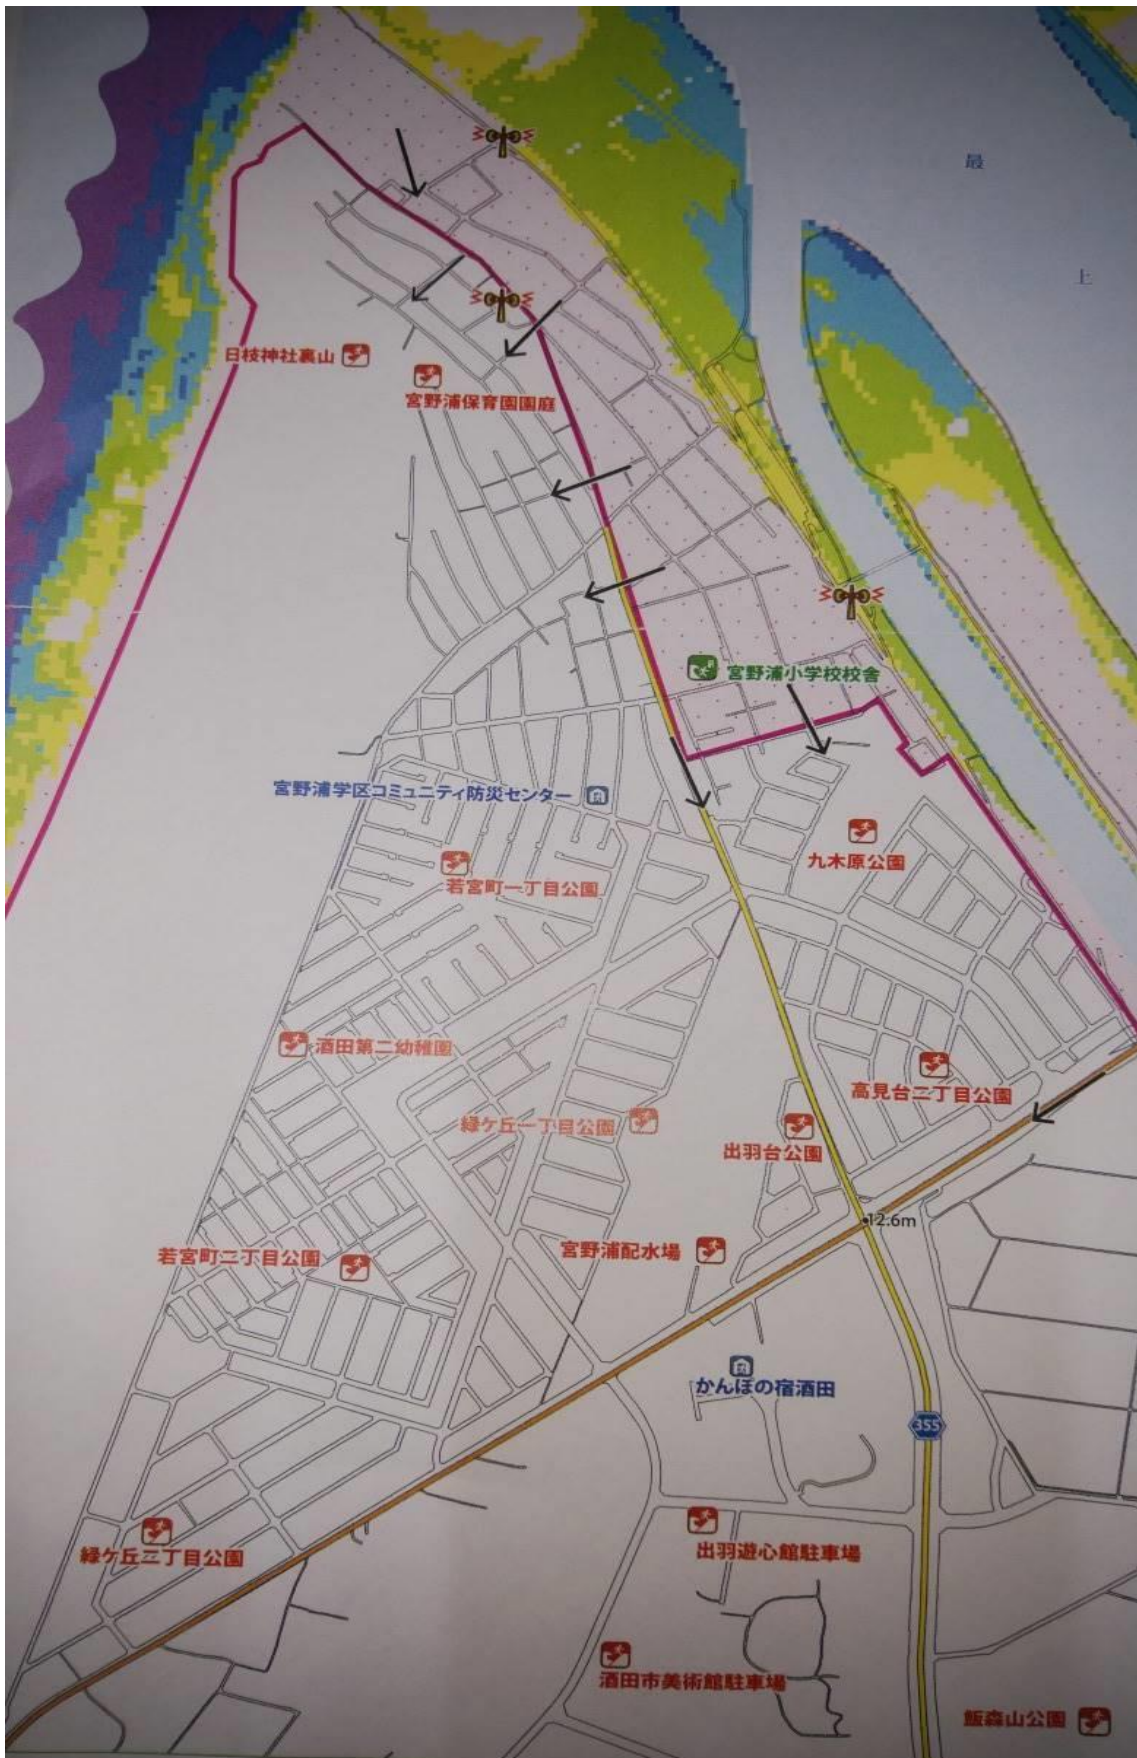 最
上
日枝神社裏山
宮野浦保育園園庭
宮野浦小学校校舎
宮野浦学区コミュニティ防災センター
九木原公園
若宮町一丁目公園
酒田第二幼稚園
高見台二丁目公園
緑ケ丘一丁目公園
出羽台公園
12.6m
宮野浦配水場
若宮町二丁目公園
かんぽの宿酒田
355
出羽遊心館駐車場
緑ケ丘二丁目公園
酒田市美術館駐車場
飯森山公園